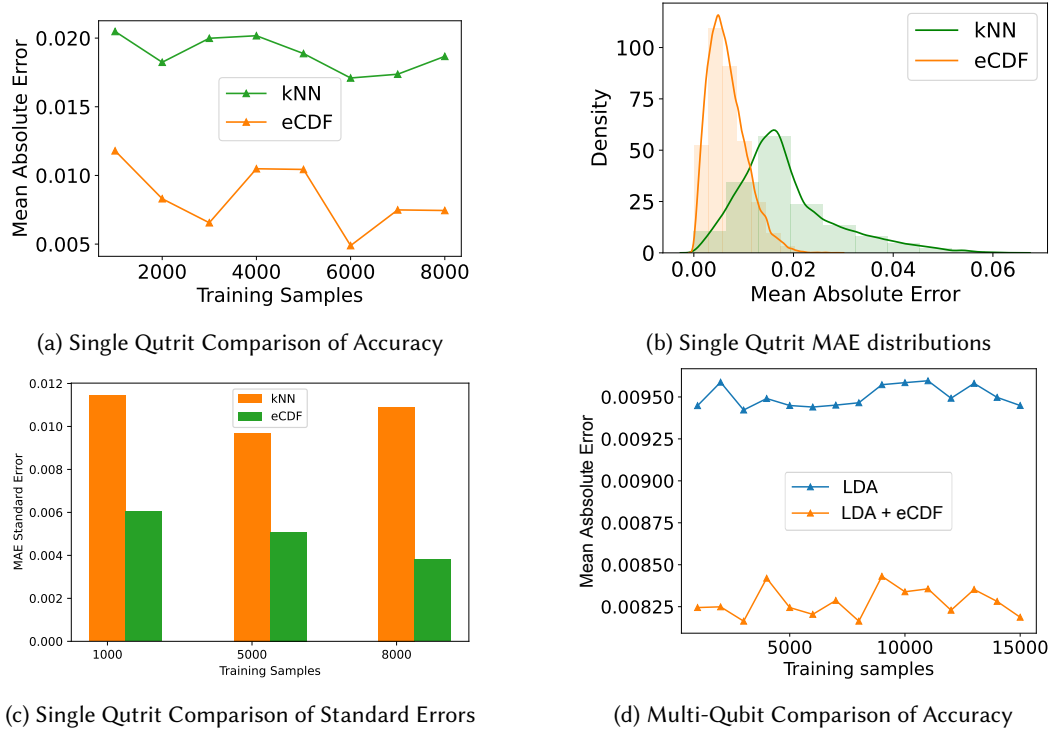 0.020
0.015
0.010
0.005
Mean Absolute Error
kNN
eCDF
2000 4000 6000 8000
Training Samples
(a) Single Qutrit Comparison of Accuracy
100
75
50
25
0
Density
kNN
eCDF
0.00 0.02 0.04 0.06
Mean Absolute Error
(b) Single Qutrit MAE distributions
0.012
0.010
0.008
0.006
0.004
0.002
0.000
MAE Standard Error
kNN
eCDF
1000 5000 8000
Training Samples
(c) Single Qutrit Comparison of Standard Errors
0.00950
0.00925
0.00900
0.00875
0.00850
0.00825
Mean Asbsolute Error
LDA
LDA + eCDF
5000 10000 15000
Training samples
(d) Multi-Qubit Comparison of Accuracy